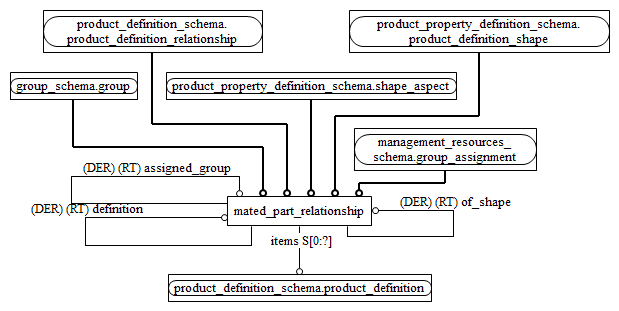 product_definition_schema.
product_definition_relationship
product_property_definition_schema.
product_definition_shape
group_schema.group
product_property_definition_schema.shape_aspect
management_resources_
schema.group_assignment
(DER) (RT) assigned_group
(DER) (RT) definition
mated_part_relationship
(DER) (RT) of_shape
items S[0:?]
product_definition_schema.product_definition